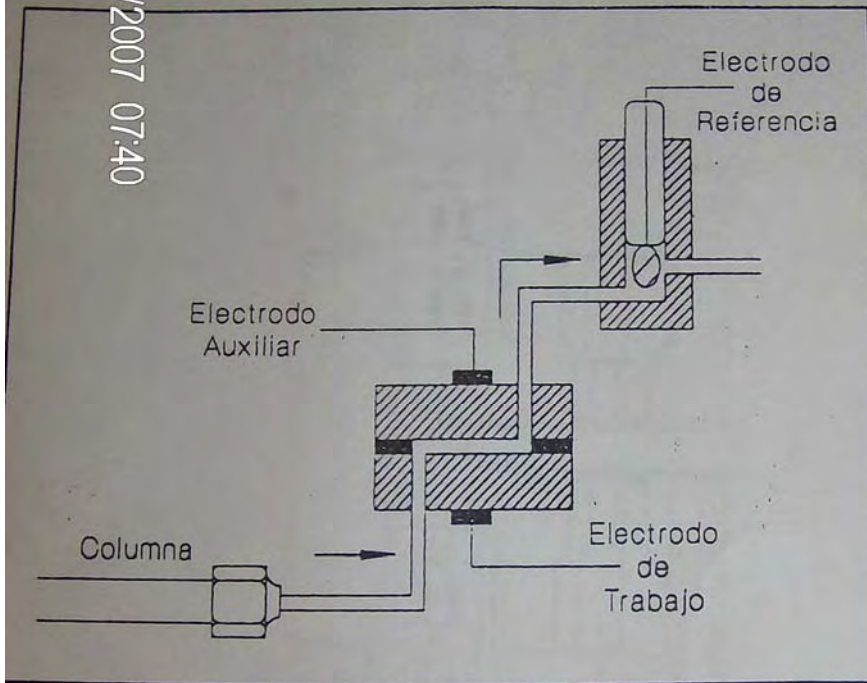 /2007 07:40
Electrodo
de
Referencia
Electrodo
Auxiliar
Columna
Electrodo
de
Trabajo